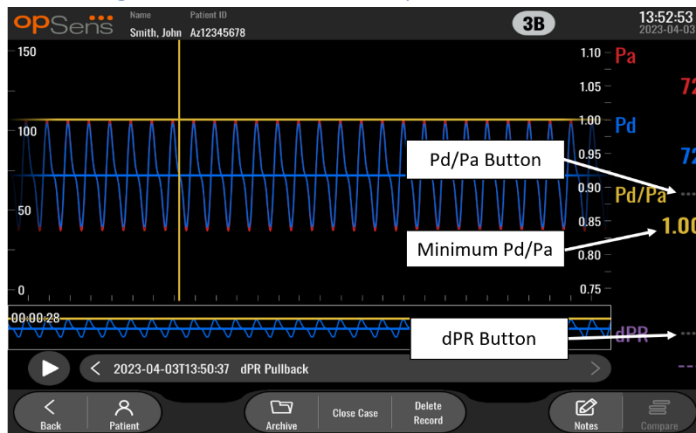 opSens
Name
Patient ID
Smith, John
Az12345678
3B
13:52:53
2023-04-03
150
100
50
0
1.10
1.05
1.00
0.95
0.90
0.85
0.80
0.75
Pa
72
Pd
72
Pd/Pa Button
Pd/Pa
---
1.00
Minimum Pd/Pa
00:00:28
dPR Button
dPR
---
--
2023-04-03T13:50:37 dPR Pullback
Back
Patient
Archive
Close Case
Delete
Record
Notes
Compare